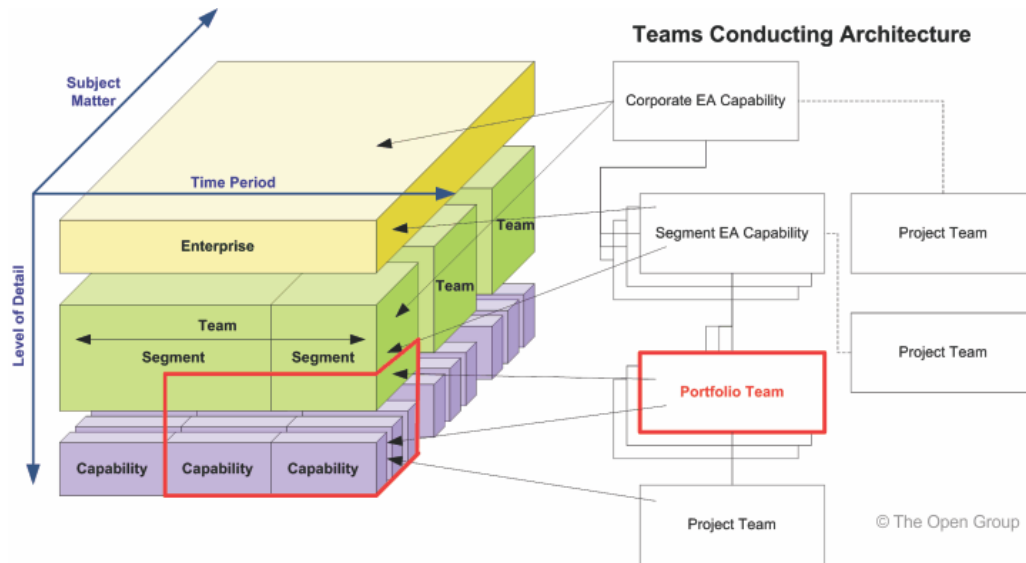 Teams Conducting Architecture
Subject
Matter
Corporate EA Capability
Time Period
Team
Enterprise
Segment EA Capability
Project Team
Level of Detail
Team
Team
Segment
Segment
Project Team
Portfolio Team
Capability
Capability
Capability
Project Team
© The Open Group